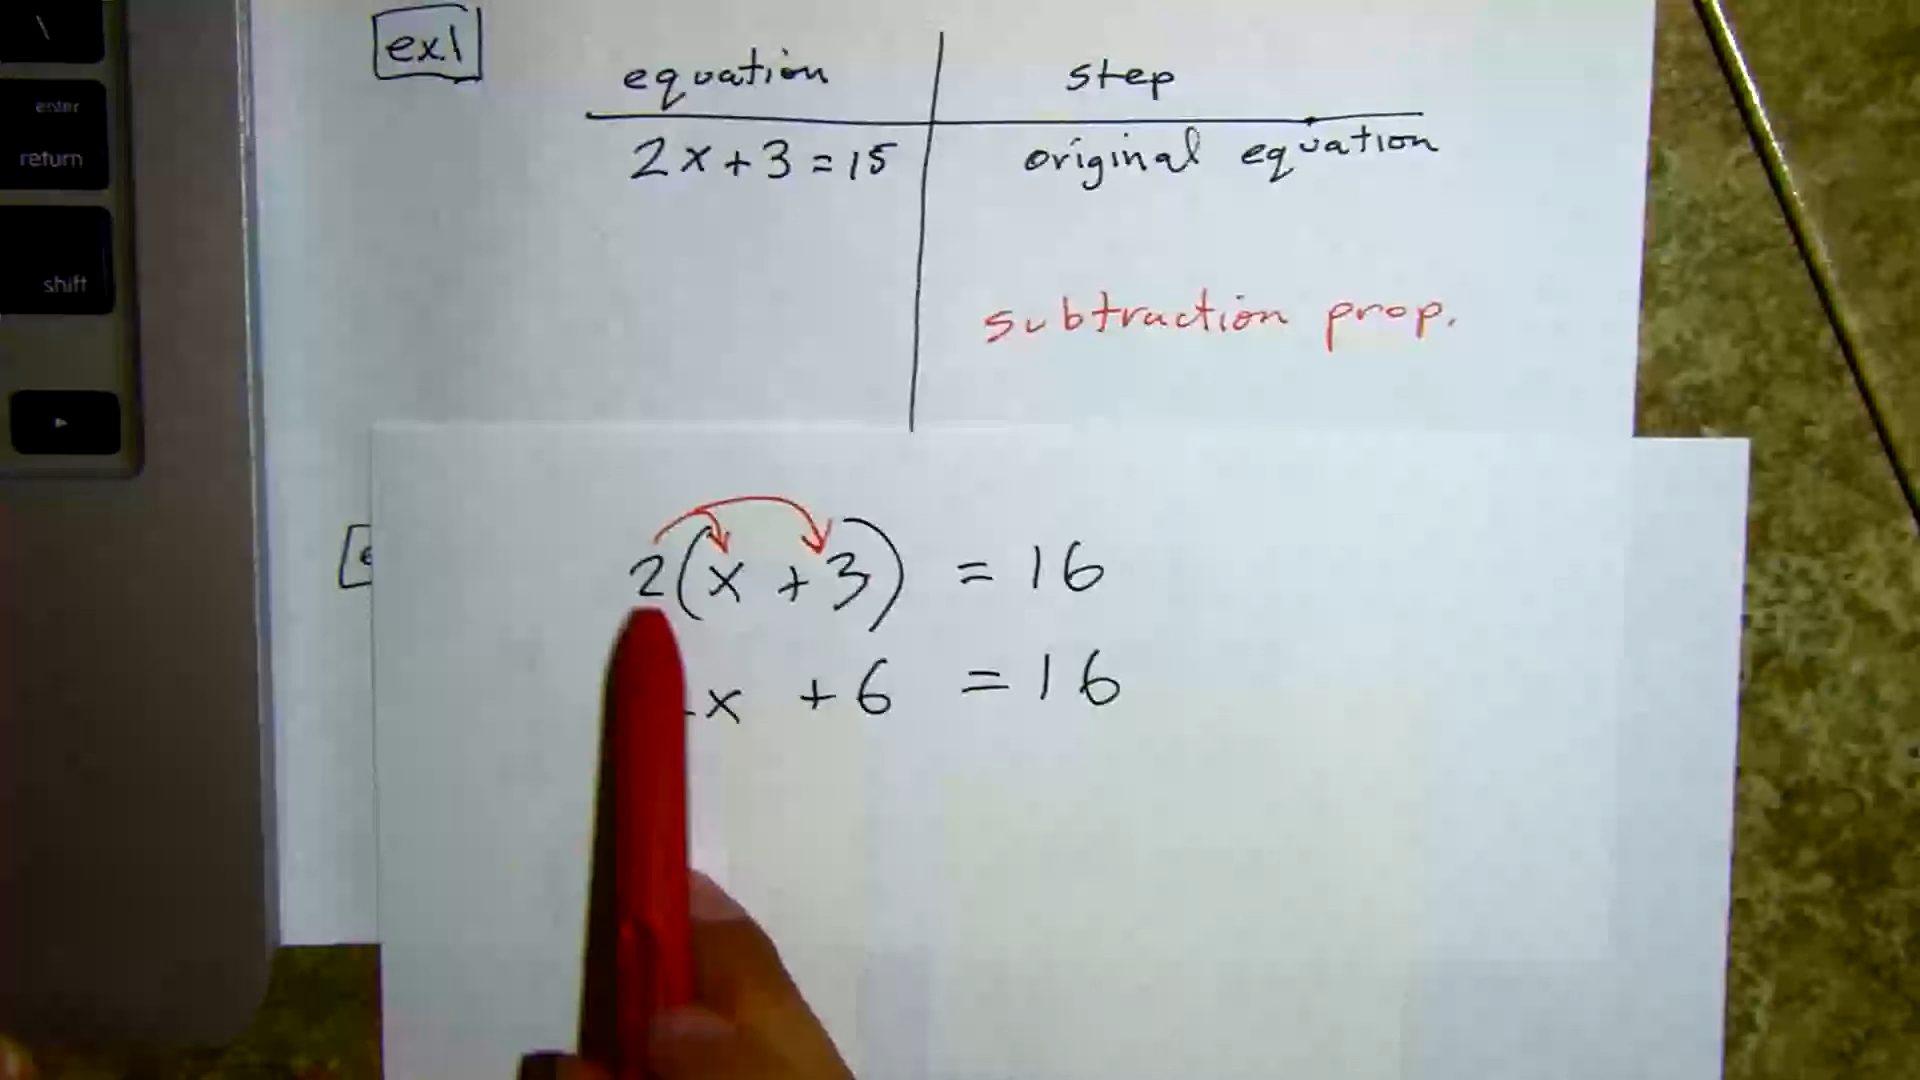 \
enter
return
shift
ex.1
equation step
2x+3=15 original equation
subtraction prop.
2(x+3) = 16
x +6 = 16